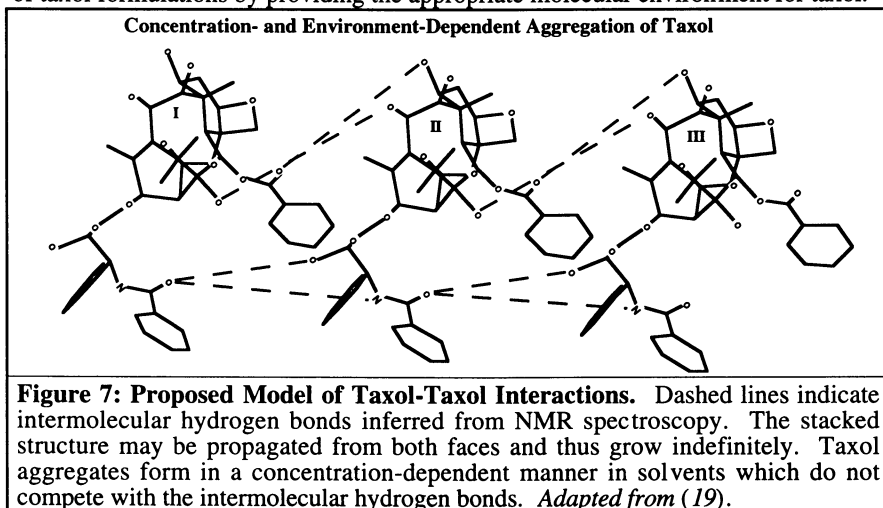 of taxol formulations by providing the appropriate molecular environment for taxol.
Concentration- and Environment-Dependent Aggregation of Taxol
I
II
III
Figure 7: Proposed Model of Taxol-Taxol Interactions. Dashed lines indicate
intermolecular hydrogen bonds inferred from NMR spectroscopy. The stacked
structure may be propagated from both faces and thus grow indefinitely. Taxol
aggregates form in a concentration-dependent manner in solvents which do not
compete with the intermolecular hydrogen bonds. Adapted from (19).